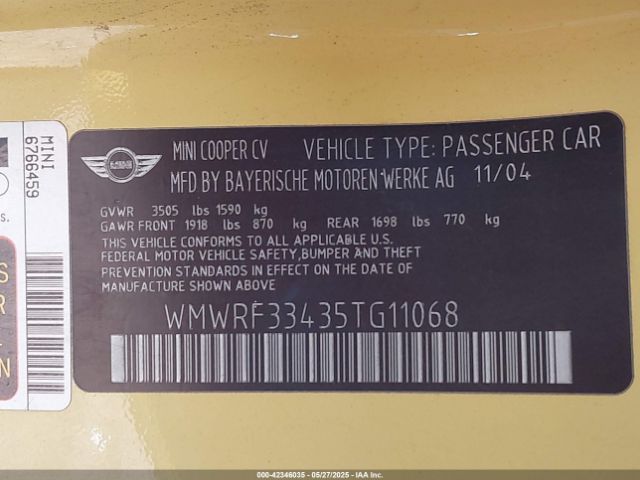 MINI COOPER CV VEHICLE TYPE: PASSENGER CAR
MFD BY BAYERISCHE MOTOREN WERKE AG 11/04
GVWR 3505 lbs 1590 kg
GAWR FRONT 1918 lbs 870 kg REAR 1698 lbs 770 kg
THIS VEHICLE CONFORMS TO ALL APPLICABLE U.S.
FEDERAL MOTOR VEHICLE SAFETY,BUMPER AND THEFT
PREVENTION STANDARDS IN EFFECT ON THE DATE OF
MANUFACTURE SHOWN ABOVE
WMWRF33435TG11068
MINI
6766459
s.
S
R
N
000-42346035 - 05/27/2025 - IAAI.COM